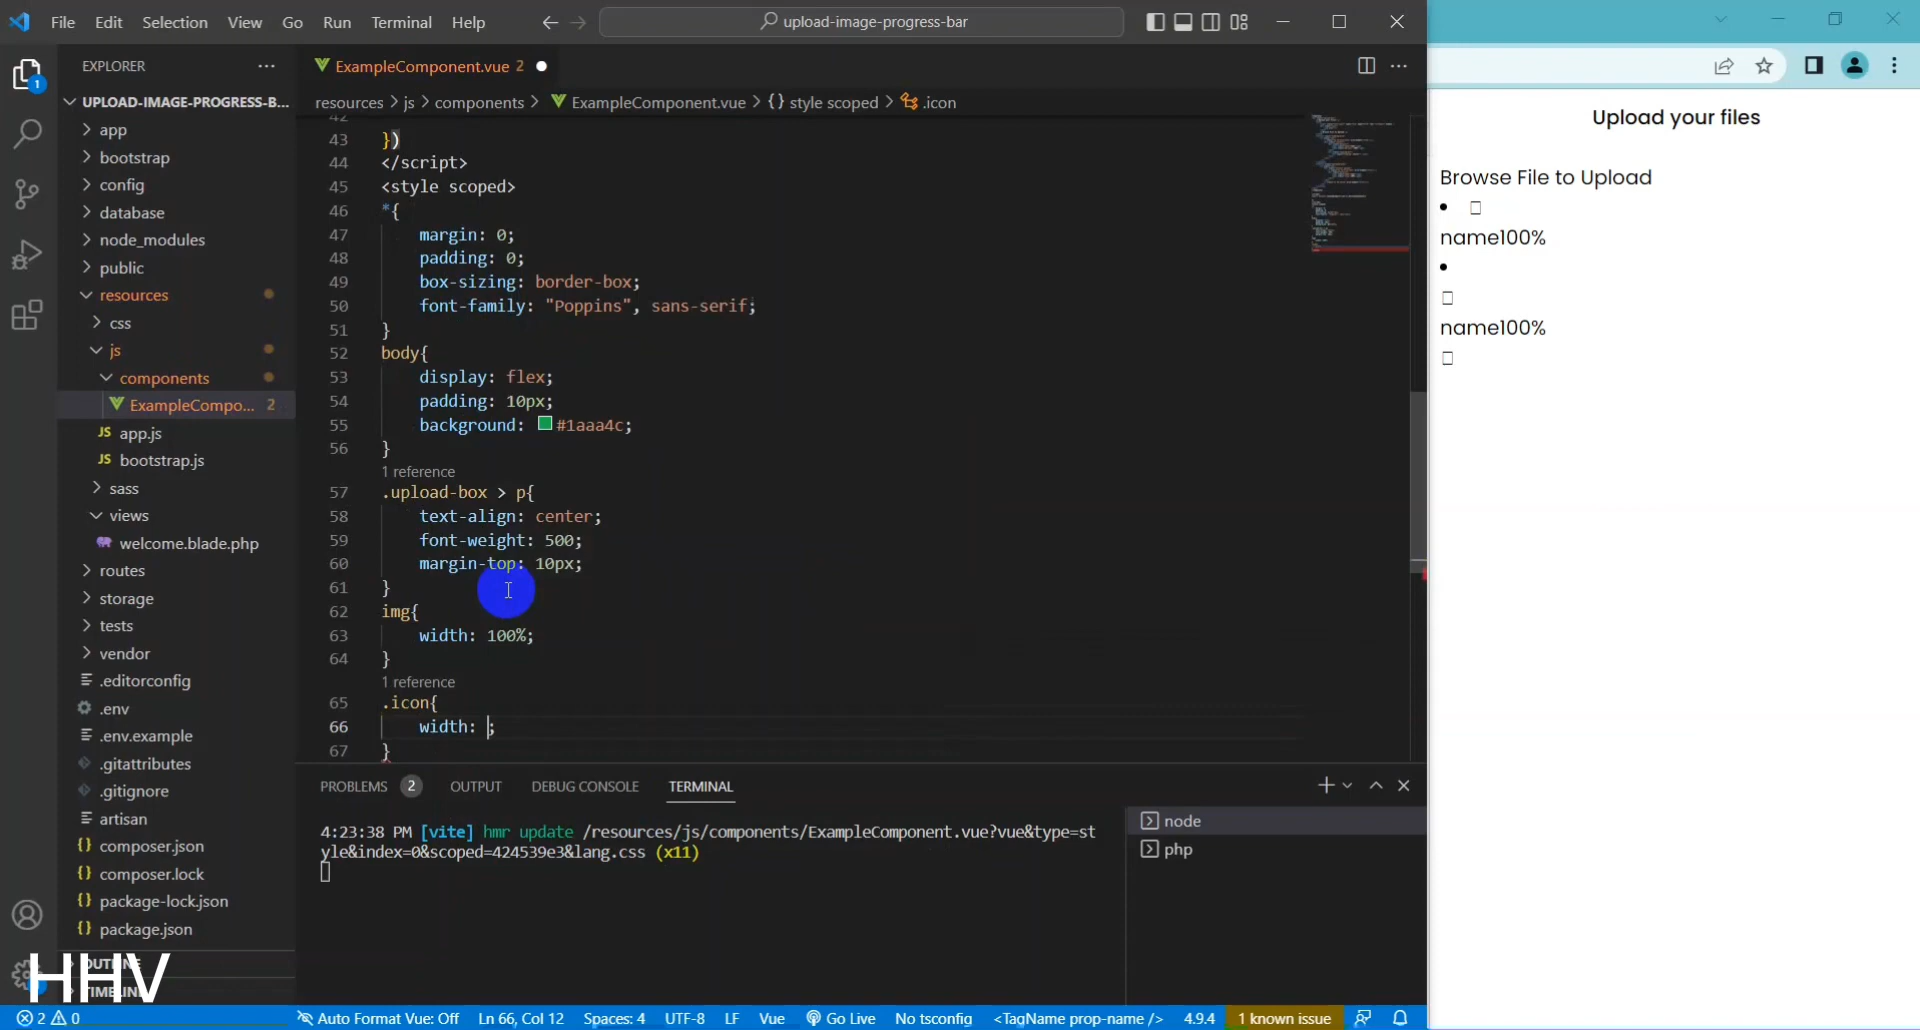 File Edit Selection View Go Run Terminal Help
upload-image-progress-bar
EXPLORER
ExampleComponent.vue 2
UPLOAD-IMAGE-PROGRESS-B...
resources > js > components > ExampleComponent.vue > {} style scoped > .icon
app
bootstrap
config
database
node_modules
public
resources
css
js
components
ExampleCompo... 2
JS app.js
JS bootstrap.js
sass
views
welcome.blade.php
routes
storage
tests
vendor
.editorconfig
.env
.env.example
.gitattributes
.gitignore
artisan
{} composer.json
{} composer.lock
{} package-lock.json
{} package.json
OUTLINE
TIMELINE
HHV
1
42
43 })
44 </script>
45 <style scoped>
46 *{
47 margin: 0;
48 padding: 0;
49 box-sizing: border-box;
50 font-family: "Poppins", sans-serif;
51 }
52 body{
53 display: flex;
54 padding: 10px;
55 background: #1aaa4c;
56 }
1 reference
57 .upload-box > p{
58 text-align: center;
59 font-weight: 500;
60 margin-top: 10px;
61 }
62 img{
63 width: 100%;
64 }
1 reference
65 .icon{
66 width: ;
67 }
PROBLEMS 2 OUTPUT DEBUG CONSOLE TERMINAL
4:23:38 PM [vite] hmr update /resources/js/components/ExampleComponent.vue?vue&type=st
yle&index=0&scoped=424539e3&lang.css (x11)
node
php
2 0 Auto Format Vue: Off Ln 66, Col 12 Spaces: 4 UTF-8 LF Vue Go Live No tsconfig <TagName prop-name /> 4.9.4 1 known issue
Upload your files
Browse File to Upload
name100%
name100%